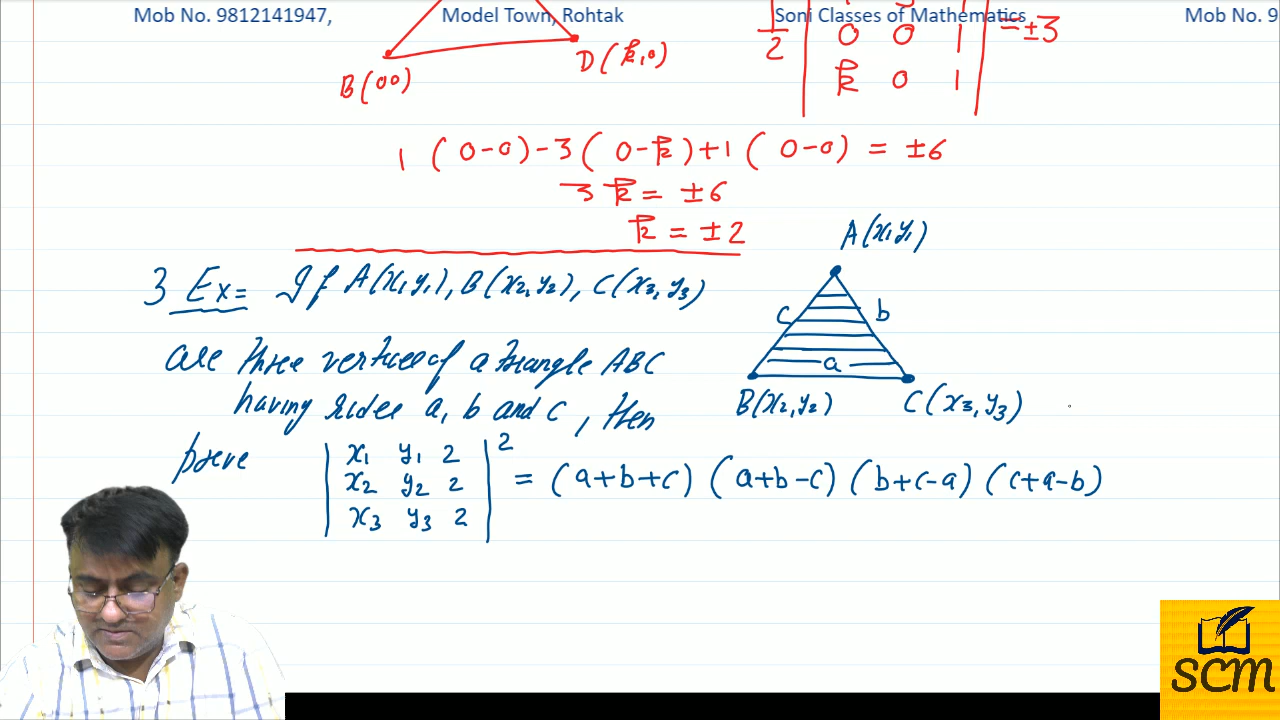 Mob No. 9812141947, Model Town, Rohtak Soni Classes of Mathematics Mob No. 9
B(00) D(k,0)
1/2 | 0 0 1 | = ±3
k 0 1
1 (0-0) -3 (0-k) +1 (0-0) = ±6
3k = ±6
k = ±2
3 Ex= If A(x1,y1), B(x2,y2), C(x3,y3)
are three vertices of a triangle ABC
having sides a, b and c, then
prove | x1 y1 2 |² = (a+b+c) (a+b-c) (b+c-a) (c+a-b)
x2 y2 2
x3 y3 2
A(x1,y1)
c b
a
B(x2,y2) C(x3,y3)
SCM